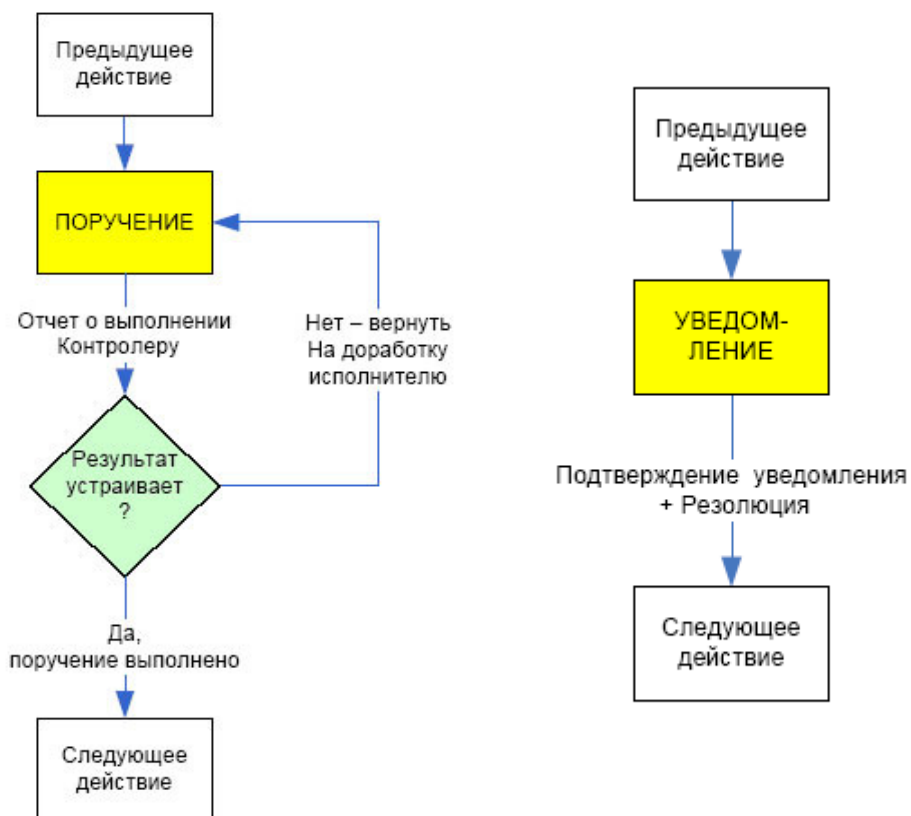 Предыдущее
действие
ПОРУЧЕНИЕ
Отчет о выполнении
Контролеру
Нет – вернуть
На доработку
исполнителю
Результат
устраивает
?
Да,
поручение выполнено
Следующее
действие
Предыдущее
действие
УВЕДОМ-
ЛЕНИЕ
Подтверждение уведомления
+ Резолюция
Следующее
действие